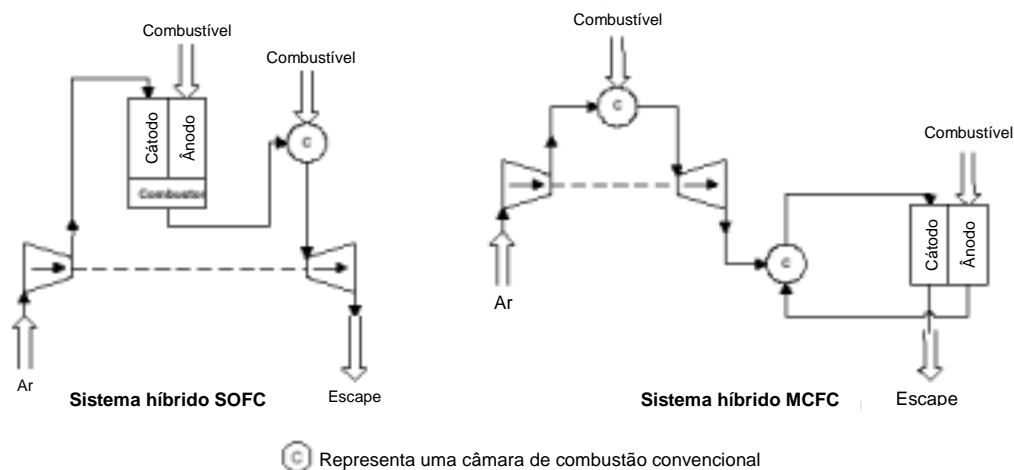 Combustível
Combustível
Cátodo
Ânodo
Combustor
C
Ar
Sistema híbrido SOFC
Escape
Combustível
C
Combustível
Cátodo
Ânodo
C
Ar
Sistema híbrido MCFC
Escape
C Representa uma câmara de combustão convencional